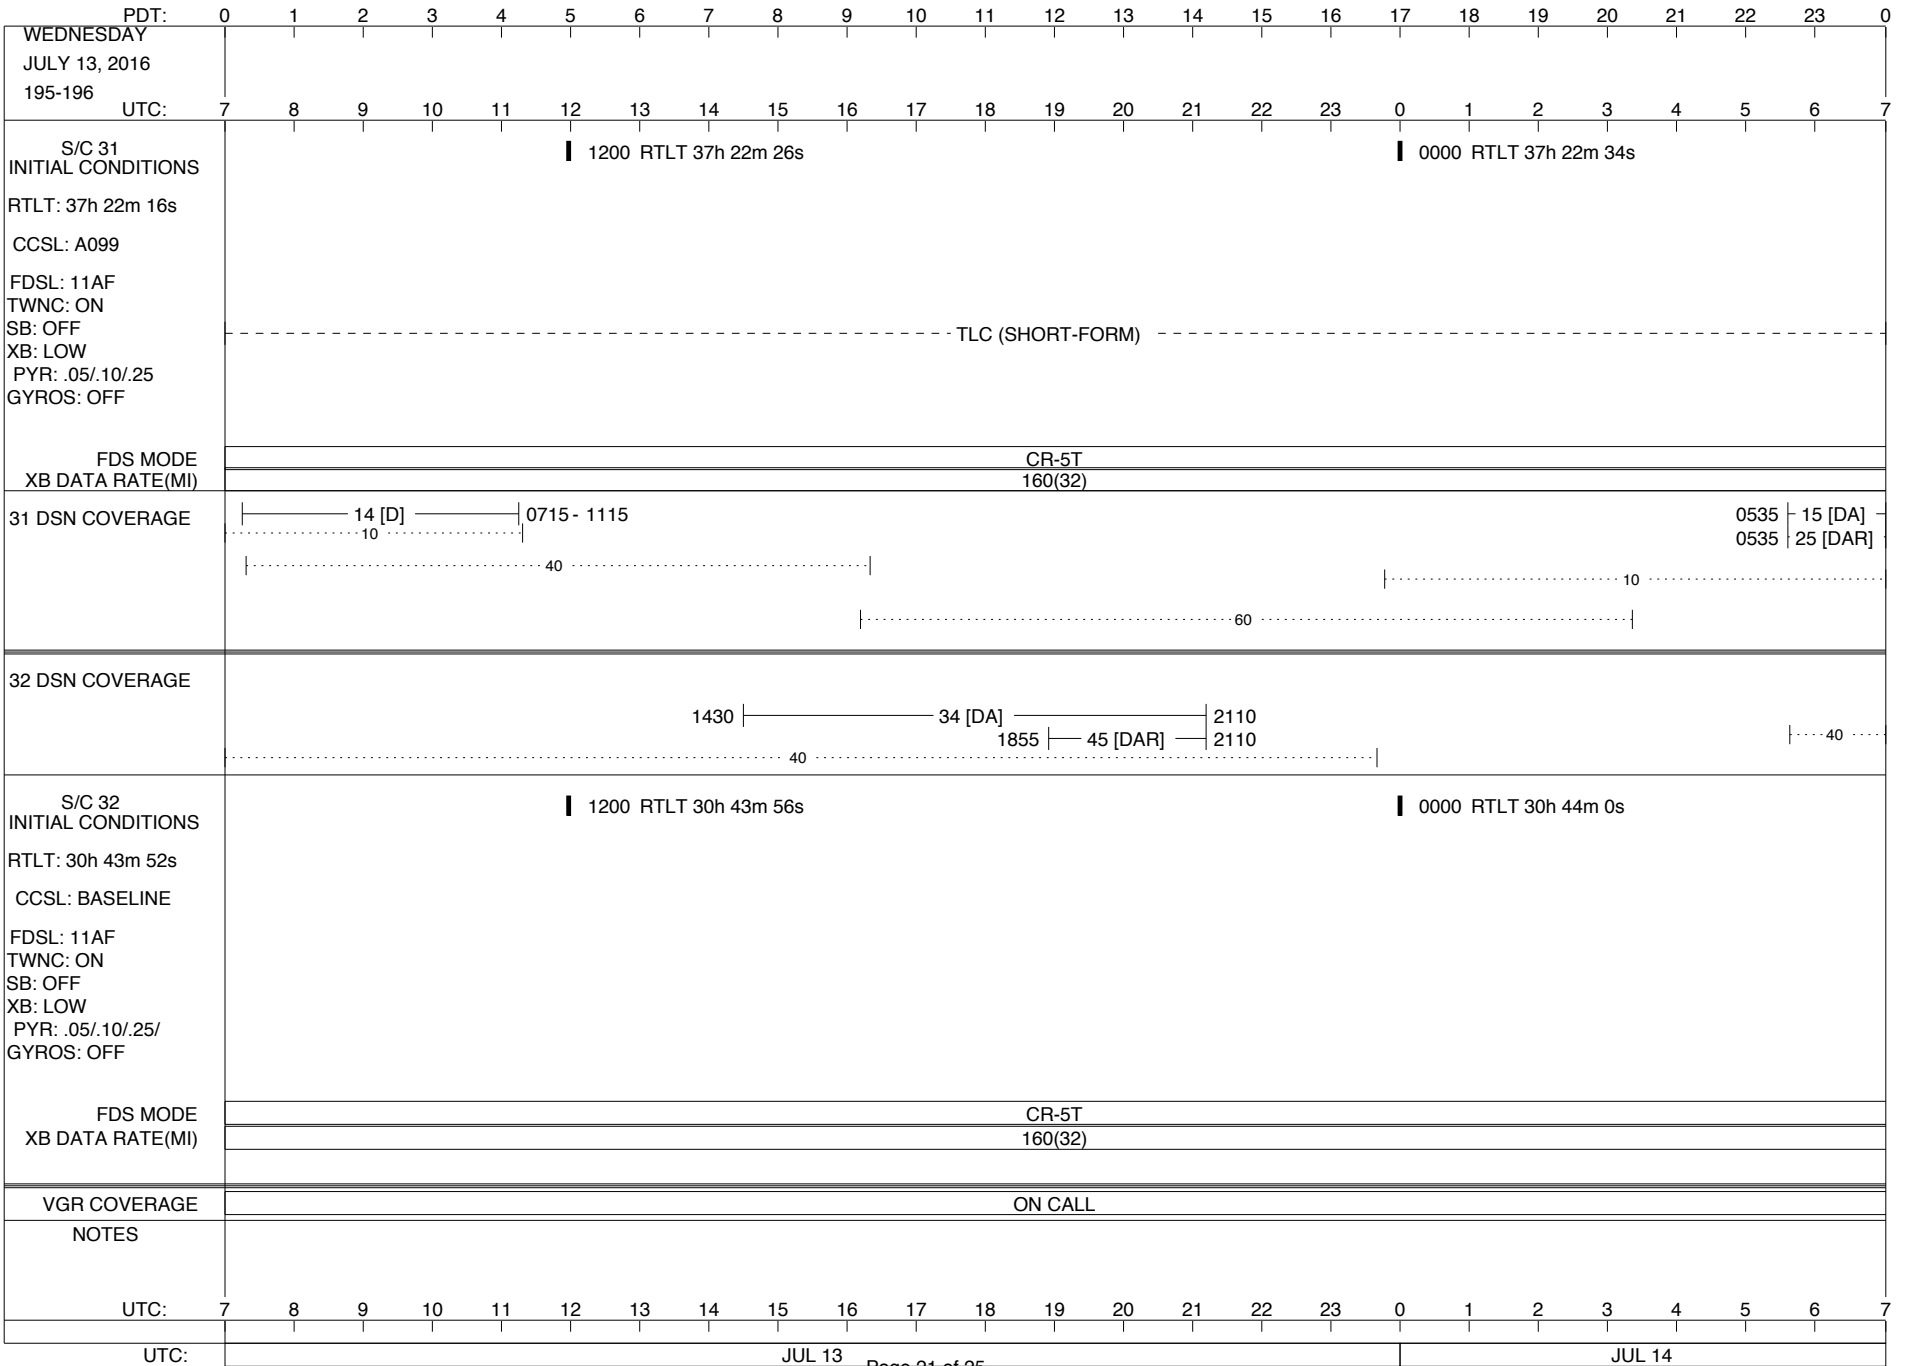 PDT: 0 1 2 3 4 5 6 7 8 9 10 11 12 13 14 15 16 17 18 19 20 21 22 23 0
WEDNESDAY
JULY 13, 2016
195-196
UTC: 7 8 9 10 11 12 13 14 15 16 17 18 19 20 21 22 23 0 1 2 3 4 5 6 7
S/C 31
INITIAL CONDITIONS
1200 RTLT 37h 22m 26s
0000 RTLT 37h 22m 34s
RTLT: 37h 22m 16s
CCSL: A099
FDSL: 11AF
TWNC: ON
SB: OFF
TLC (SHORT-FORM)
XB: LOW
PYR: .05/.10/.25
GYROS: OFF
FDS MODE CR-5T
XB DATA RATE(MI) 160(32)
31 DSN COVERAGE
14 [D] 0715 - 1115
0535 15 [DA]
10
0535 25 [DAR]
40
10
60
32 DSN COVERAGE
1430 34 [DA] 2110
1855 45 [DAR] 2110
40
40
S/C 32
INITIAL CONDITIONS
1200 RTLT 30h 43m 56s
0000 RTLT 30h 44m 0s
RTLT: 30h 43m 52s
CCSL: BASELINE
FDSL: 11AF
TWNC: ON
SB: OFF
XB: LOW
PYR: .05/.10/.25/
GYROS: OFF
FDS MODE CR-5T
XB DATA RATE(MI) 160(32)
VGR COVERAGE ON CALL
NOTES
UTC: 7 8 9 10 11 12 13 14 15 16 17 18 19 20 21 22 23 0 1 2 3 4 5 6 7
UTC: JUL 13 JUL 14
Page 21 of 25